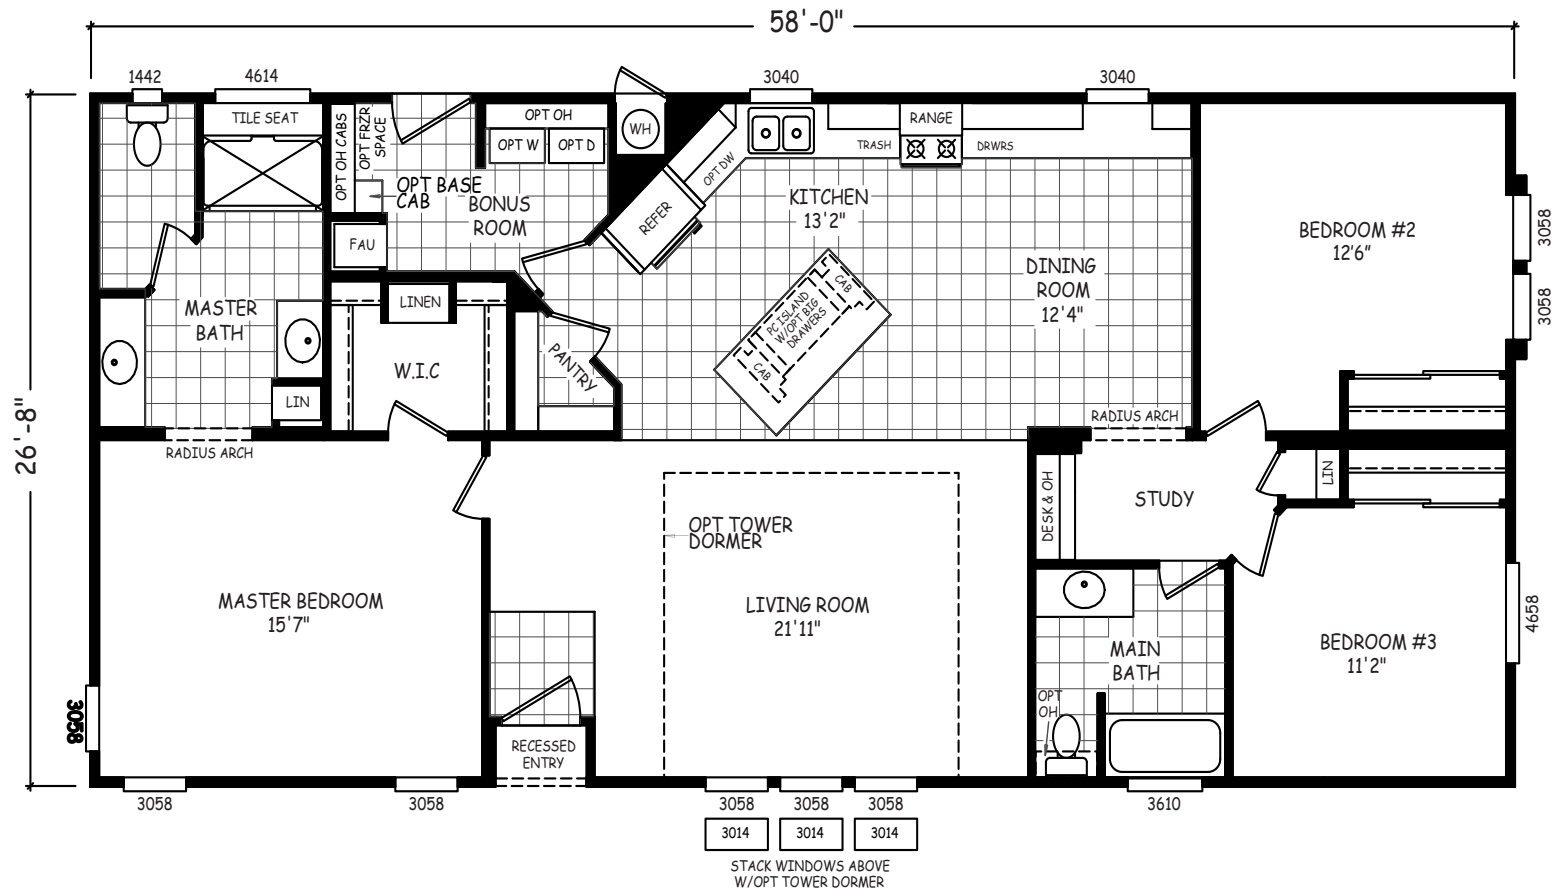 58'-0"
1442
4614
3040
3040
TILE SEAT
OPT OH CABS
OPT FRZR
SPACE
OPT OH
OPT W
OPT D
WH
OPT BASE
CAB
BONUS
ROOM
FAU
REFER
OPT DW
TRASH
RANGE
DRWRS
KITCHEN
13'2"
DINING
ROOM
12'4"
BEDROOM #2
12'6"
3058
3058
MASTER
BATH
LINEN
W.I.C
PANTRY
LIN
CAB
PC ISLAND
W/OPT BIG
DRAWERS
CAB
RADIUS ARCH
RADIUS ARCH
26'-8"
DESK & OH
STUDY
LIN
OPT TOWER
DORMER
MASTER BEDROOM
15'7"
LIVING ROOM
21'11"
MAIN
BATH
BEDROOM #3
11'2"
4658
OPT
OH
3058
RECESSED
ENTRY
3058
3058
3058
3058
3058
3610
3014
3014
3014
STACK WINDOWS ABOVE
W/OPT TOWER DORMER